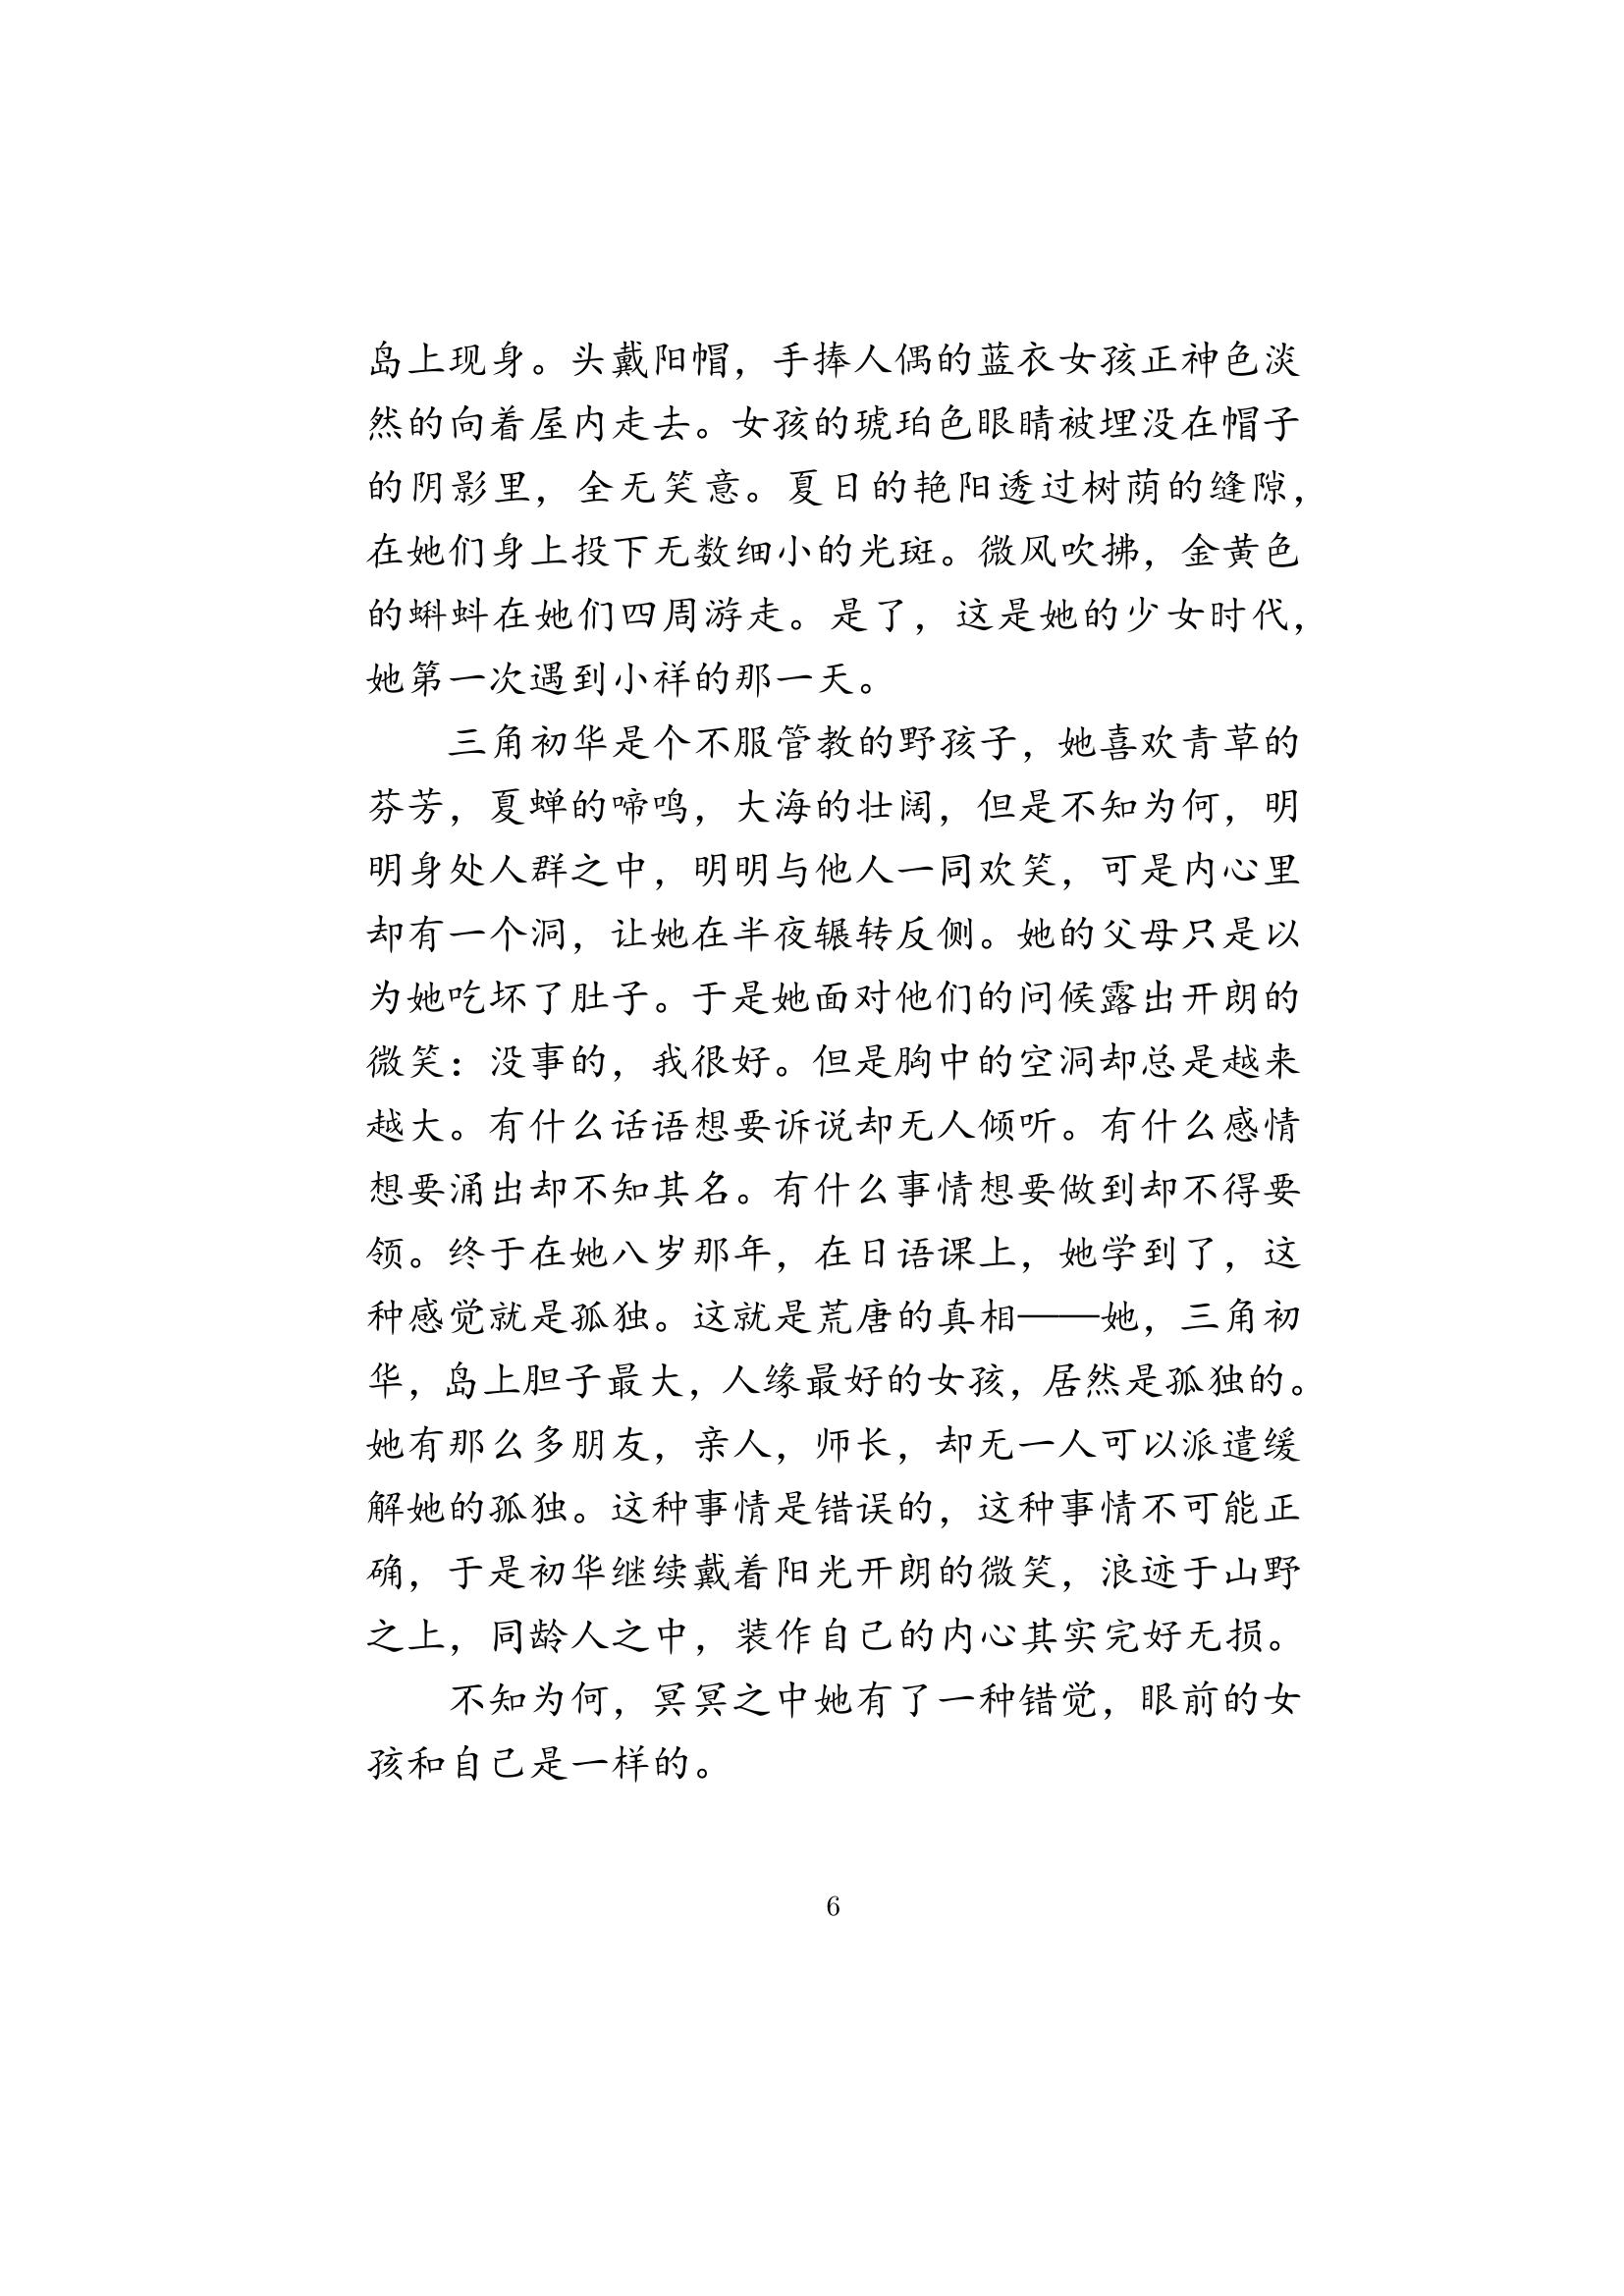 岛上现身。头戴阳帽，手捧人偶的蓝衣女孩正神色淡
然的向着屋内走去。女孩的琥珀色眼睛被埋没在帽子
的阴影里，全无笑意。夏日的艳阳透过树荫的缝隙，
在她们身上投下无数细小的光斑。微风吹拂，金黄色
的蝌蚪在她们四周游走。是了，这是她的少女时代，
她第一次遇到小祥的那一天。
三角初华是个不服管教的野孩子，她喜欢青草的
芬芳，夏蝉的啼鸣，大海的壮阔，但是不知为何，明
明身处人群之中，明明与他人一同欢笑，可是内心里
却有一个洞，让她在半夜辗转反侧。她的父母只是以
为她吃坏了肚子。于是她面对他们的问候露出开朗的
微笑：没事的，我很好。但是胸中的空洞却总是越来
越大。有什么话语想要诉说却无人倾听。有什么感情
想要涌出却不知其名。有什么事情想要做到却不得要
领。终于在她八岁那年，在日语课上，她学到了，这
种感觉就是孤独。这就是荒唐的真相——她，三角初
华，岛上胆子最大，人缘最好的女孩，居然是孤独的。
她有那么多朋友，亲人，师长，却无一人可以派遣缓
解她的孤独。这种事情是错误的，这种事情不可能正
确，于是初华继续戴着阳光开朗的微笑，浪迹于山野
之上，同龄人之中，装作自己的内心其实完好无损。
不知为何，冥冥之中她有了一种错觉，眼前的女
孩和自己是一样的。
6